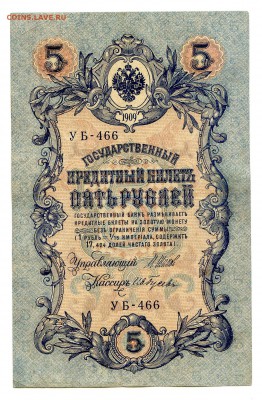 COINS.LAVE.RU
5 5
1909
УБ-466
ГОСУДАРСТВЕННЫЙ
КРЕДИТНЫЙ БИЛЕТЪ
ПЯТЬ РУБЛЕЙ
ГОСУДАРСТВЕННЫЙ БАНКЪ РАЗМѢНИВАЕТЪ
КРЕДИТНЫЕ БИЛЕТЫ НА ЗОЛОТУЮ МОНЕТУ
БЕЗЪ ОГРАНИЧЕНІЯ СУММЫ
(1 РУБЛЬ = 1/15 ИМПЕРІАЛА, СОДЕРЖИТЪ
17,424 ДОЛЕЙ ЧИСТАГО ЗОЛОТА)
Управляющій
Кассиръ
УБ-466
5